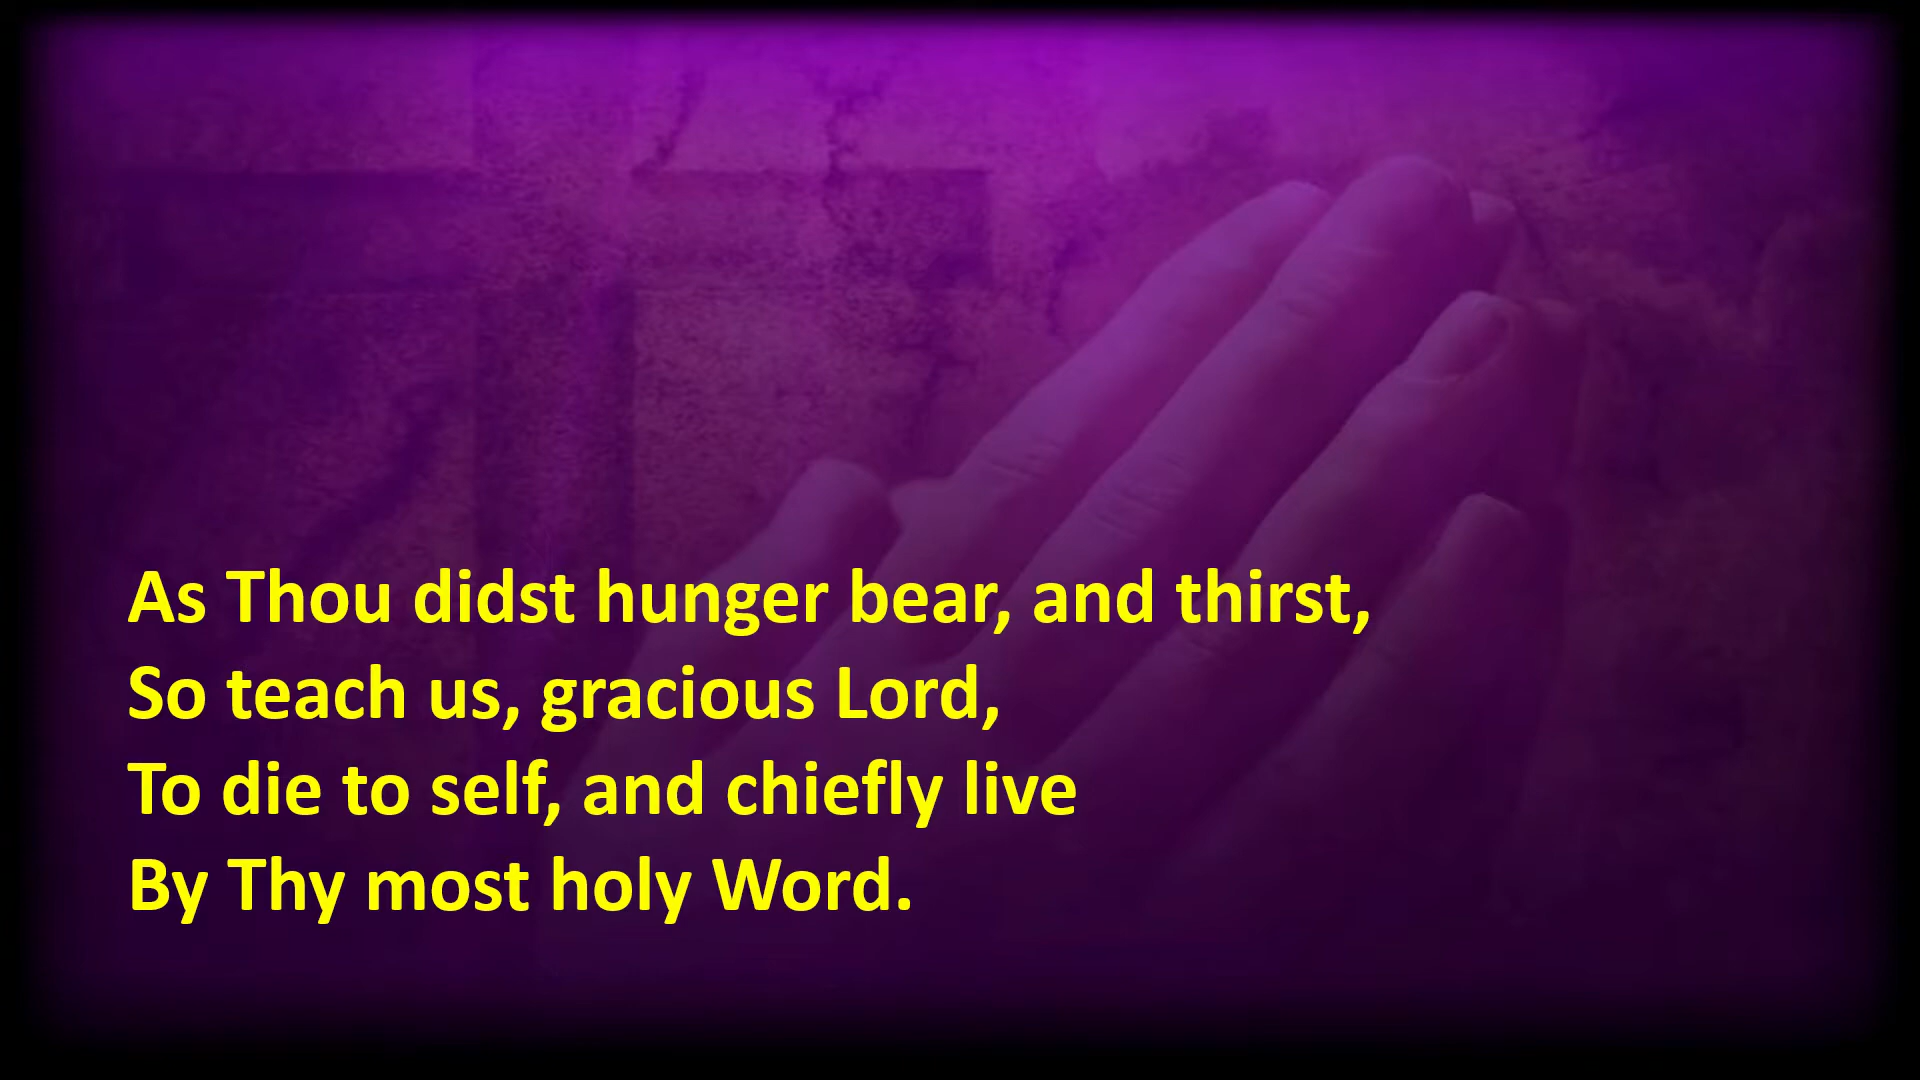 As Thou didst hunger bear, and thirst,
So teach us, gracious Lord,
To die to self, and chiefly live
By Thy most holy Word.